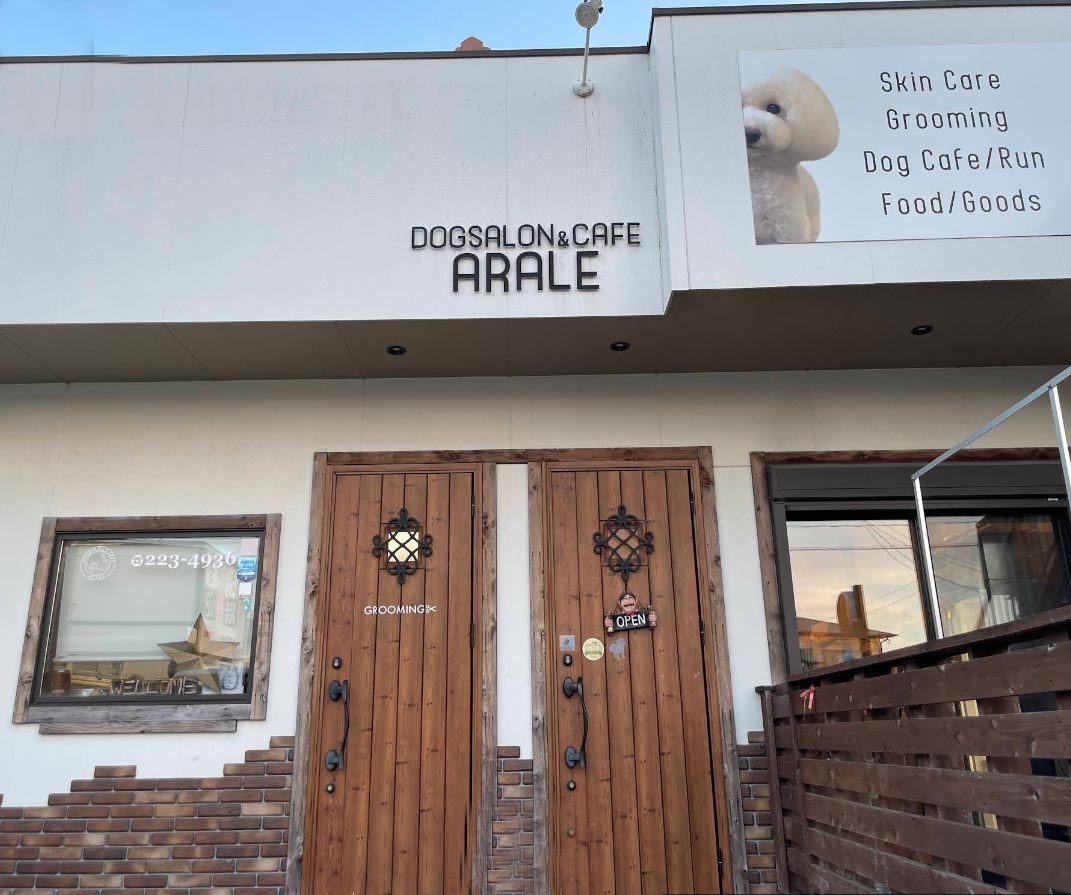 Skin Care
Grooming
Dog Cafe/Run
Food/Goods
DOGSALON&CAFE
ARALE
☎223-4936
GROOMING✂
OPEN
WELCOME